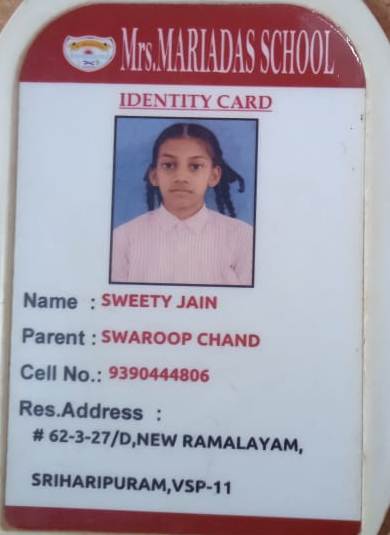 Mrs.MARIADAS SCHOOL
IDENTITY CARD
Name : SWEETY JAIN
Parent : SWAROOP CHAND
Cell No.: 9390444806
Res.Address :
# 62-3-27/D,NEW RAMALAYAM,
SRIHARIPURAM,VSP-11